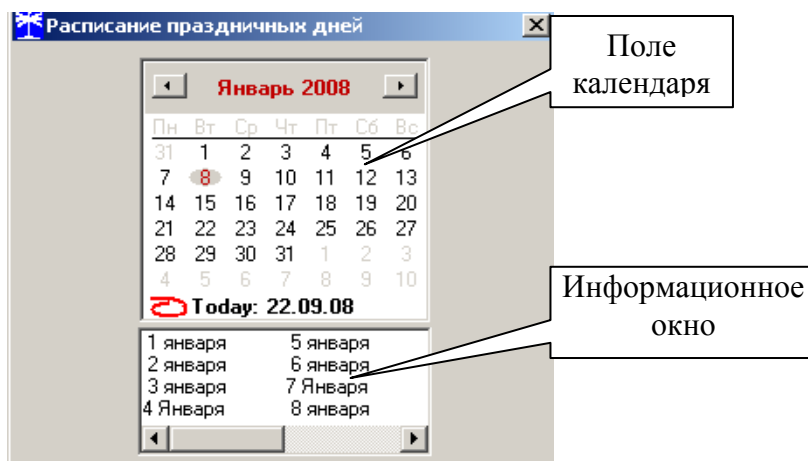 Расписание праздничных дней
Поле
календаря
Январь 2008
Пн Вт Ср Чт Пт Сб Вс
31 1 2 3 4 5 6
7 8 9 10 11 12 13
14 15 16 17 18 19 20
21 22 23 24 25 26 27
28 29 30 31 1 2 3
4 5 6 7 8 9 10
Today: 22.09.08
Информационное
окно
1 января 5 января
2 января 6 января
3 января 7 Января
4 Января 8 января